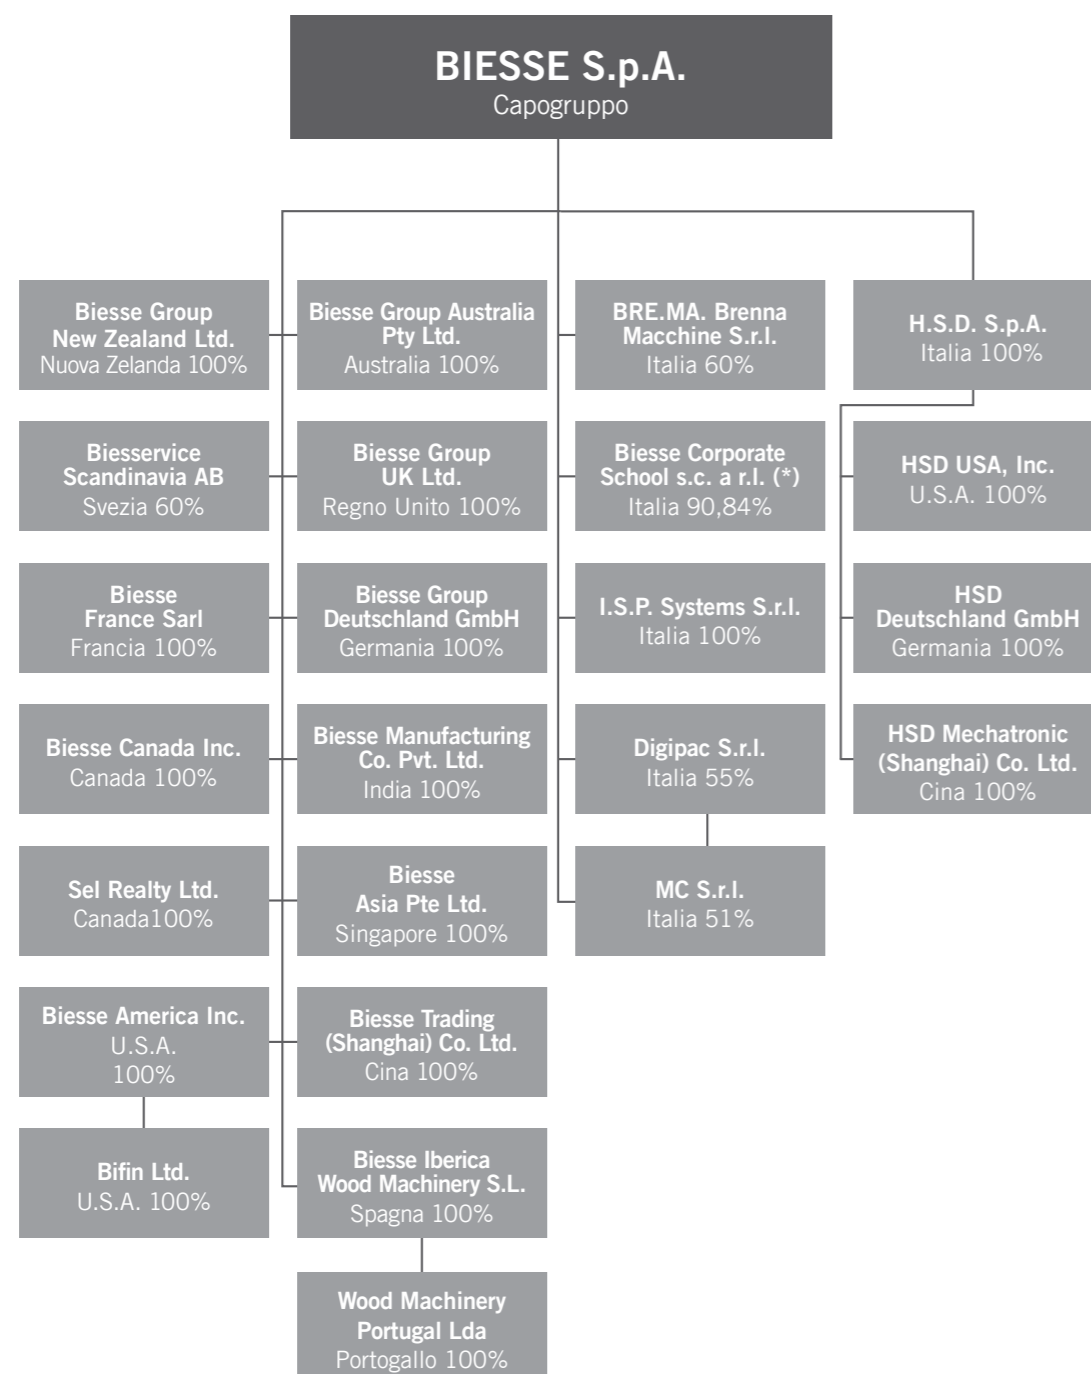 BIESSE S.p.A.
Capogruppo
Biesse Group
New Zealand Ltd.
Nuova Zelanda 100%
Biesse Group Australia
Pty Ltd.
Australia 100%
BRE.MA. Brenna
Macchine S.r.l.
Italia 60%
H.S.D. S.p.A.
Italia 100%
Biesservice
Scandinavia AB
Svezia 60%
Biesse Group
UK Ltd.
Regno Unito 100%
Biesse Corporate
School s.c. a r.l. (*)
Italia 90,84%
HSD USA, Inc.
U.S.A. 100%
Biesse
France Sarl
Francia 100%
Biesse Group
Deutschland GmbH
Germania 100%
I.S.P. Systems S.r.l.
Italia 100%
HSD
Deutschland GmbH
Germania 100%
Biesse Canada Inc.
Canada 100%
Biesse Manufacturing
Co. Pvt. Ltd.
India 100%
Digipac S.r.l.
Italia 55%
HSD Mechatronic
(Shanghai) Co. Ltd.
Cina 100%
Sel Realty Ltd.
Canada100%
Biesse
Asia Pte Ltd.
Singapore 100%
MC S.r.l.
Italia 51%
Biesse America Inc.
U.S.A.
100%
Biesse Trading
(Shanghai) Co. Ltd.
Cina 100%
Bifin Ltd.
U.S.A. 100%
Biesse Iberica
Wood Machinery S.L.
Spagna 100%
Wood Machinery
Portugal Lda
Portogallo 100%